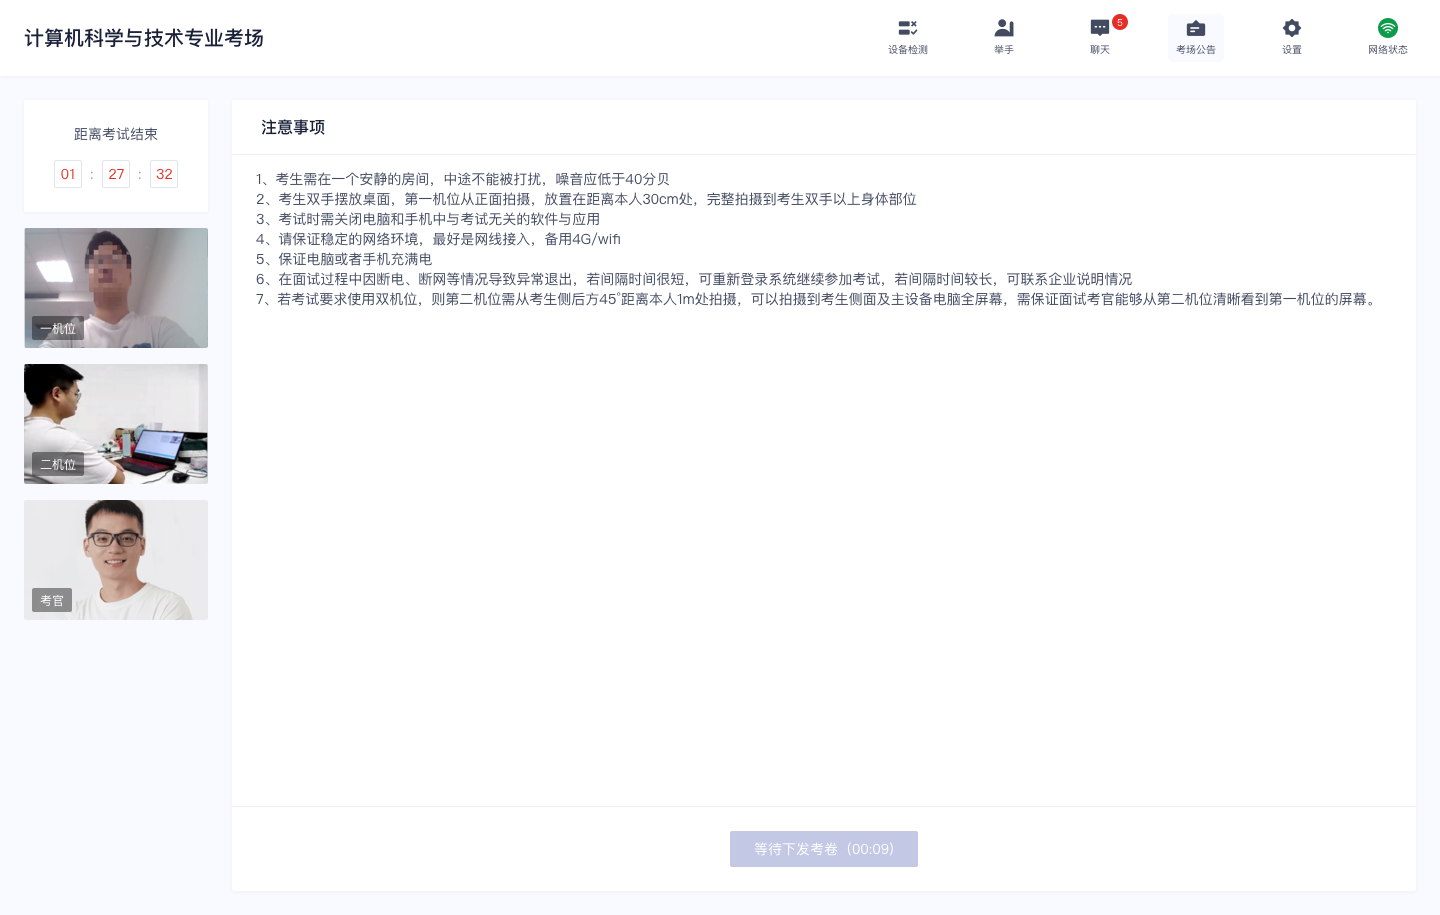 计算机科学与技术专业考场
设备检测
举手
聊天
5
考场公告
设置
网络状态
距离考试结束
01 : 27 : 32
一机位
二机位
考官
注意事项
1、考生需在一个安静的房间，中途不能被打扰，噪音应低于40分贝
2、考生双手摆放桌面，第一机位从正面拍摄，放置在距离本人30cm处，完整拍摄到考生双手以上身体部位
3、考试时需关闭电脑和手机中与考试无关的软件与应用
4、请保证稳定的网络环境，最好是网线接入，备用4G/wifi
5、保证电脑或者手机充满电
6、在面试过程中因断电、断网等情况导致异常退出，若间隔时间很短，可重新登录系统继续参加考试，若间隔时间较长，可联系企业说明情况
7、若考试要求使用双机位，则第二机位需从考生侧后方45°距离本人1m处拍摄，可以拍摄到考生侧面及主设备电脑全屏幕，需保证面试考官能够从第二机位清晰看到第一机位的屏幕。
等待下发考卷（00:09）